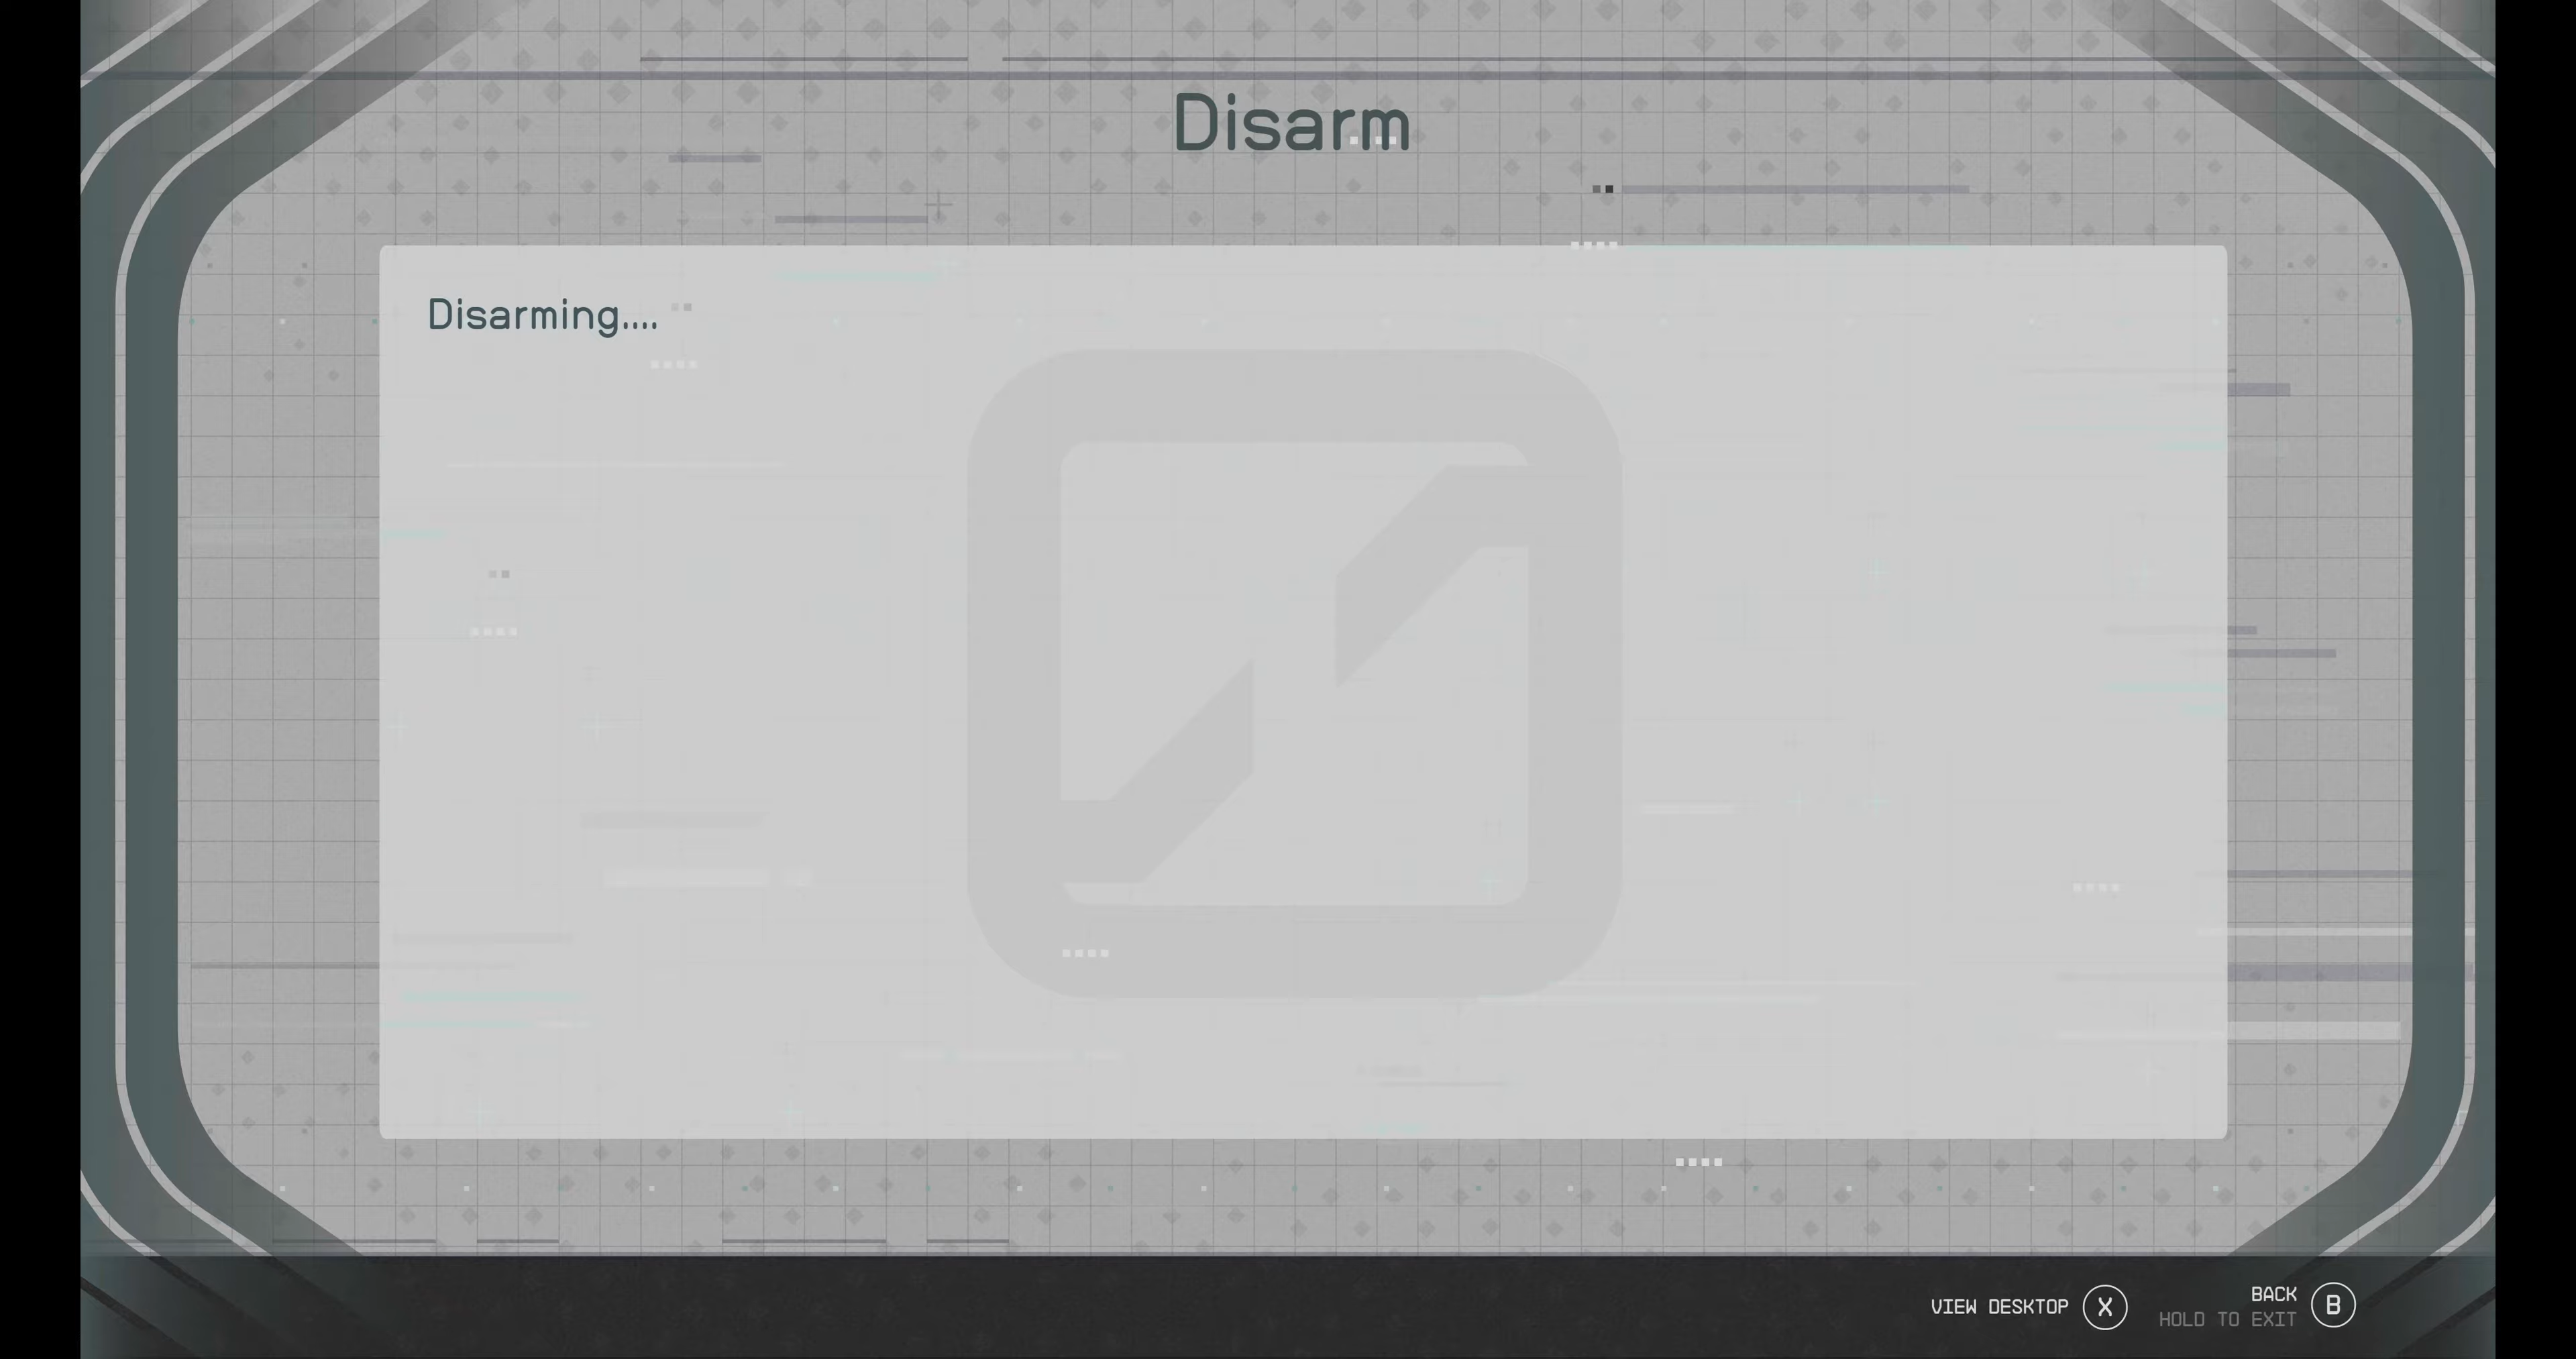 Disarm
Disarming....
VIEW DESKTOP X
BACK B
HOLD TO EXIT